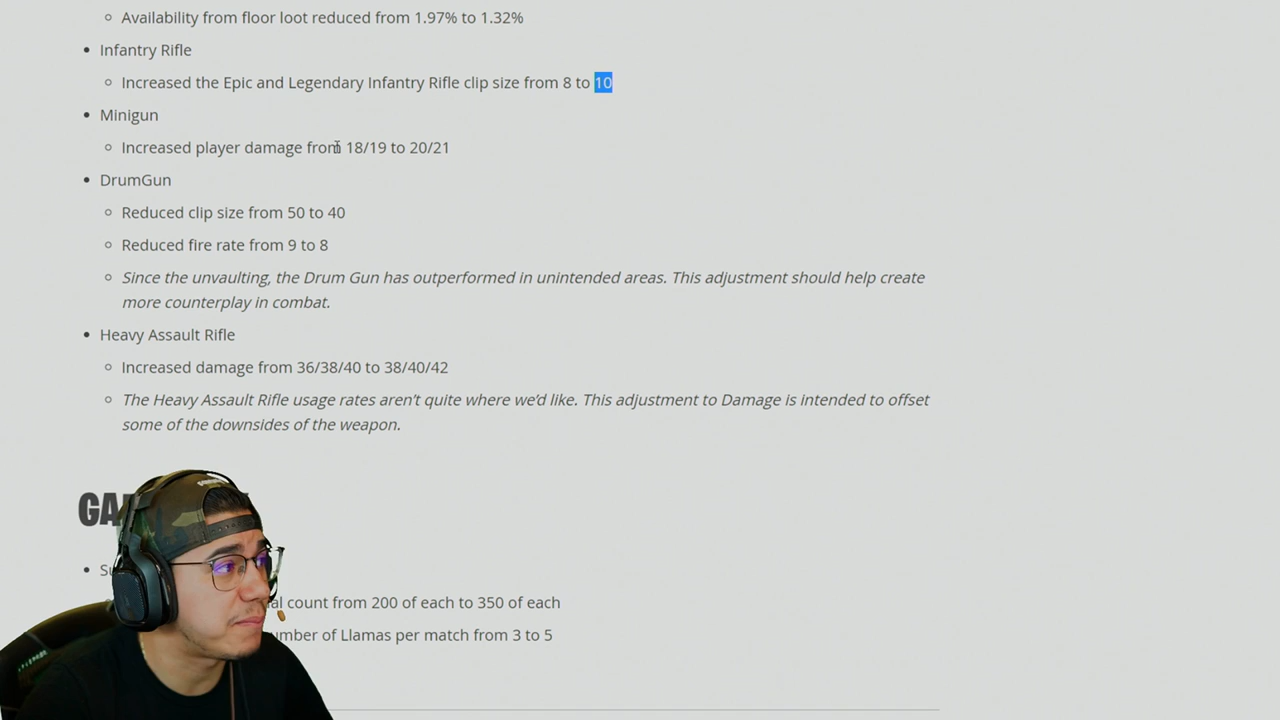 Availability from floor loot reduced from 1.97% to 1.32%
Infantry Rifle
Increased the Epic and Legendary Infantry Rifle clip size from 8 to 10
Minigun
Increased player damage from 18/19 to 20/21
DrumGun
Reduced clip size from 50 to 40
Reduced fire rate from 9 to 8
Since the unvaulting, the Drum Gun has outperformed in unintended areas. This adjustment should help create
more counterplay in combat.
Heavy Assault Rifle
Increased damage from 36/38/40 to 38/40/42
The Heavy Assault Rifle usage rates aren't quite where we'd like. This adjustment to Damage is intended to offset
some of the downsides of the weapon.
count from 200 of each to 350 of each
of Llamas per match from 3 to 5